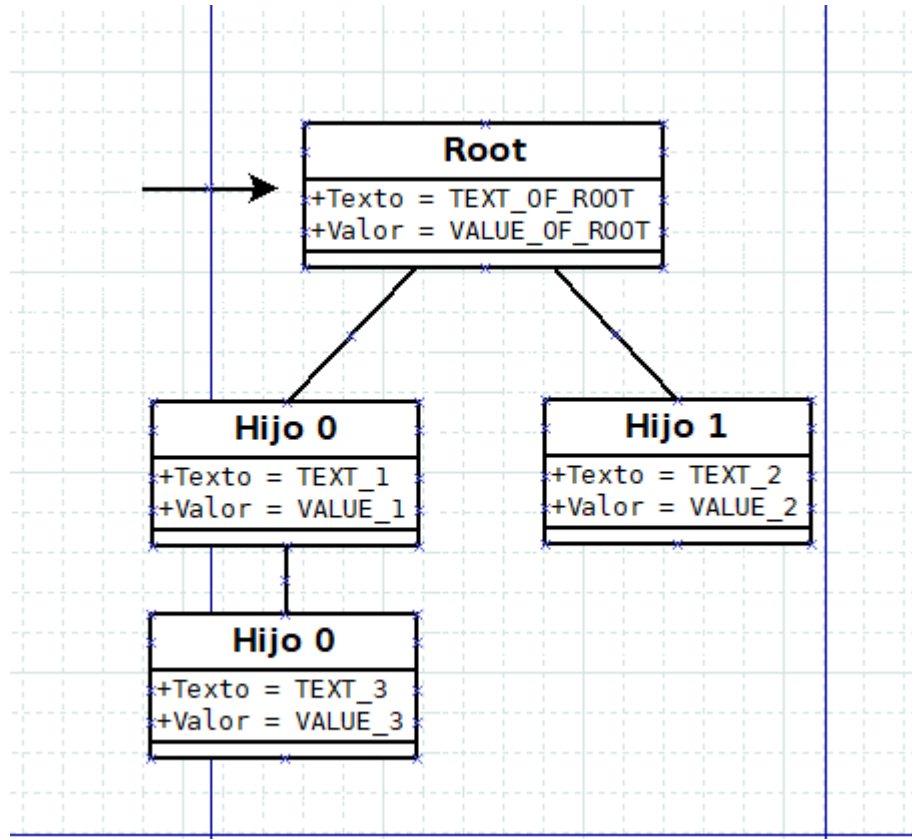 Root
+Texto = TEXT_OF_ROOT
+Valor = VALUE_OF_ROOT
Hijo 0
+Texto = TEXT_1
+Valor = VALUE_1
Hijo 1
+Texto = TEXT_2
+Valor = VALUE_2
Hijo 0
+Texto = TEXT_3
+Valor = VALUE_3